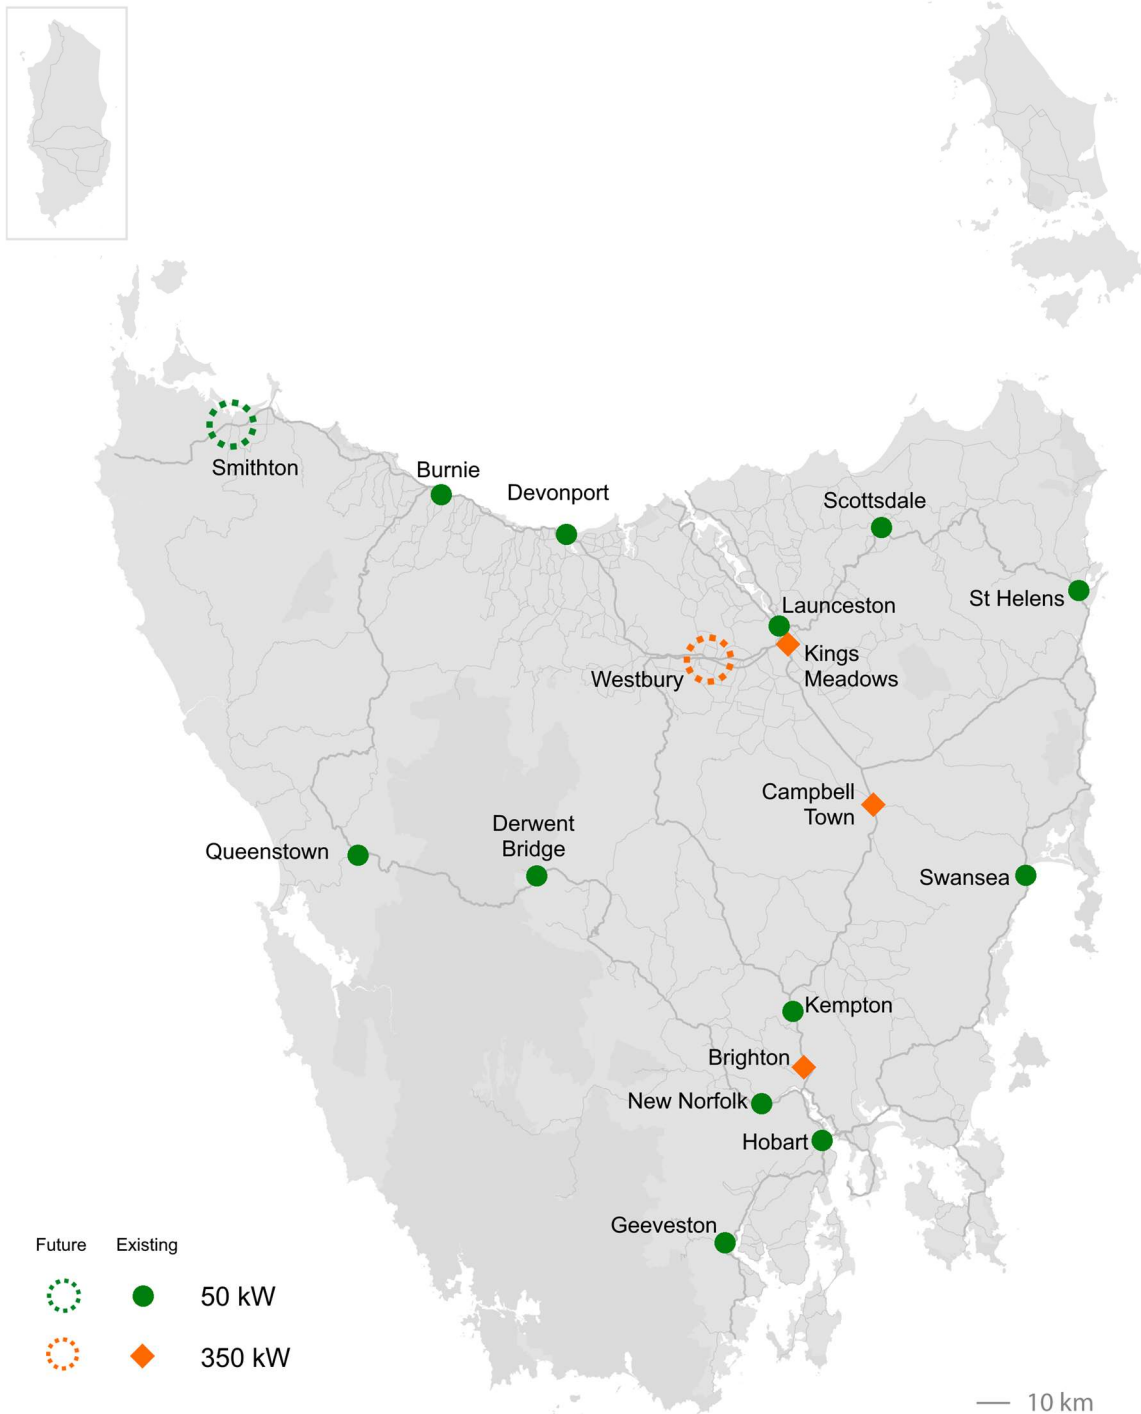 Smithton
Burnie
Devonport
Scottsdale
St Helens
Launceston
Kings
Meadows
Westbury
Campbell
Town
Derwent
Bridge
Queenstown
Swansea
Kempton
Brighton
New Norfolk
Hobart
Geeveston
Future Existing
50 kW
350 kW
10 km